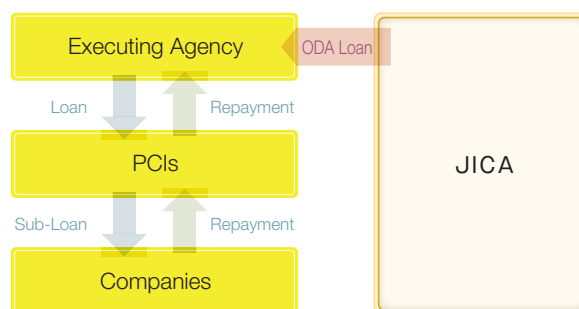 Executing Agency
ODA Loan
Loan
Repayment
PCIs
JICA
Sub-Loan
Repayment
Companies